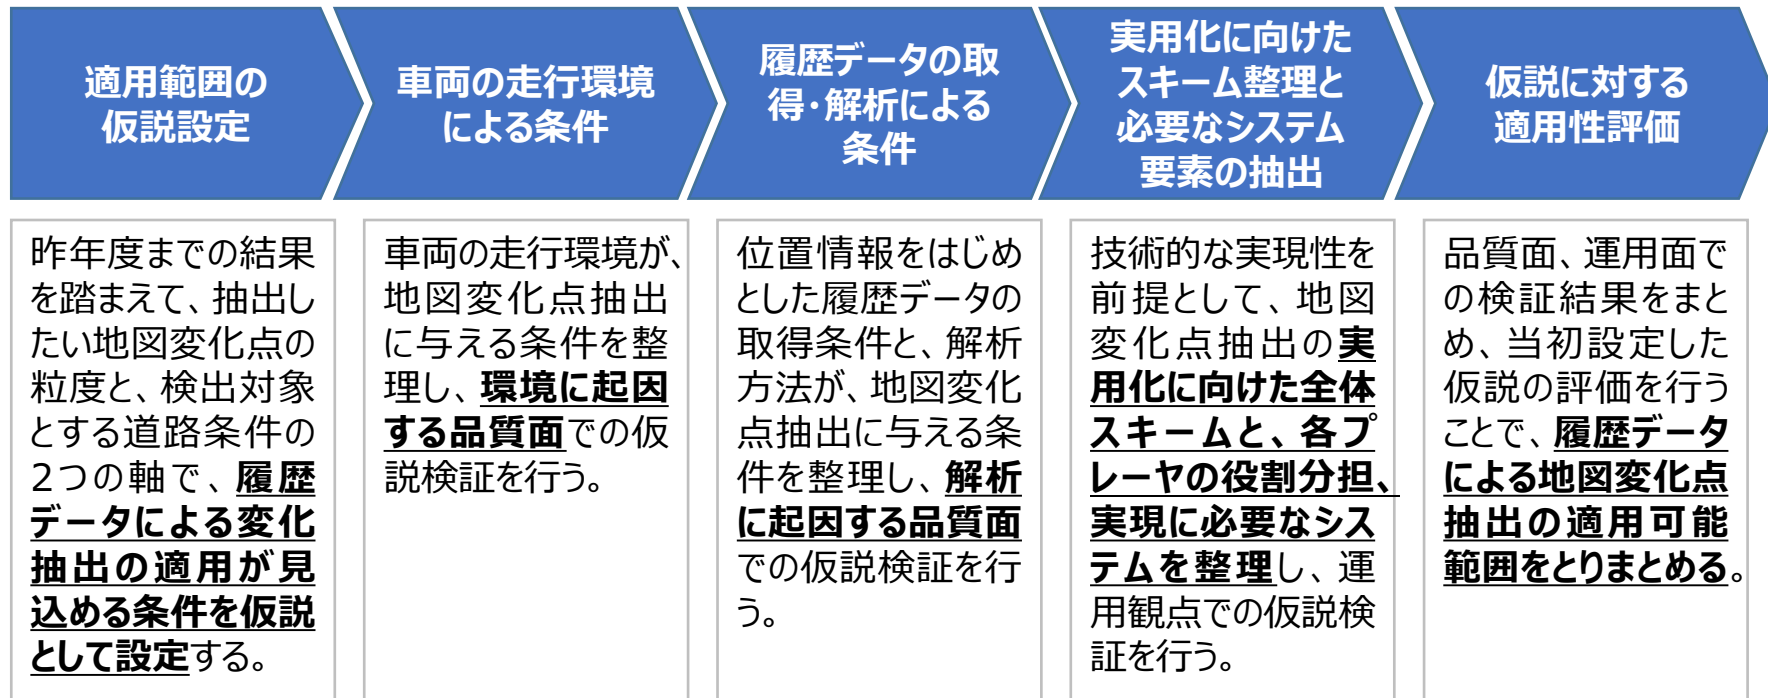 適用範囲の
仮説設定
車両の走行環境
による条件
履歴データの取
得・解析による
条件
実用化に向けた
スキーム整理と
必要なシステム
要素の抽出
仮説に対する
適用性評価
昨年度までの結果
を踏まえて、抽出し
たい地図変化点の
粒度と、検出対象
とする道路条件の
2つの軸で、履歴
データによる変化
抽出の適用が見
込める条件を仮説
として設定する。
車両の走行環境が、
地図変化点抽出
に与える条件を整
理し、環境に起因
する品質面での仮
説検証を行う。
位置情報をはじめ
とした履歴データの
取得条件と、解析
方法が、地図変化
点抽出に与える条
件を整理し、解析
に起因する品質面
での仮説検証を行
う。
技術的な実現性を
前提として、地図
変化点抽出の実
用化に向けた全体
スキームと、各プ
レーヤの役割分担、
実現に必要なシス
テムを整理し、運
用観点での仮説検
証を行う。
品質面、運用面で
の検証結果をまと
め、当初設定した
仮説の評価を行う
ことで、履歴データ
による地図変化点
抽出の適用可能
範囲をとりまとめる。